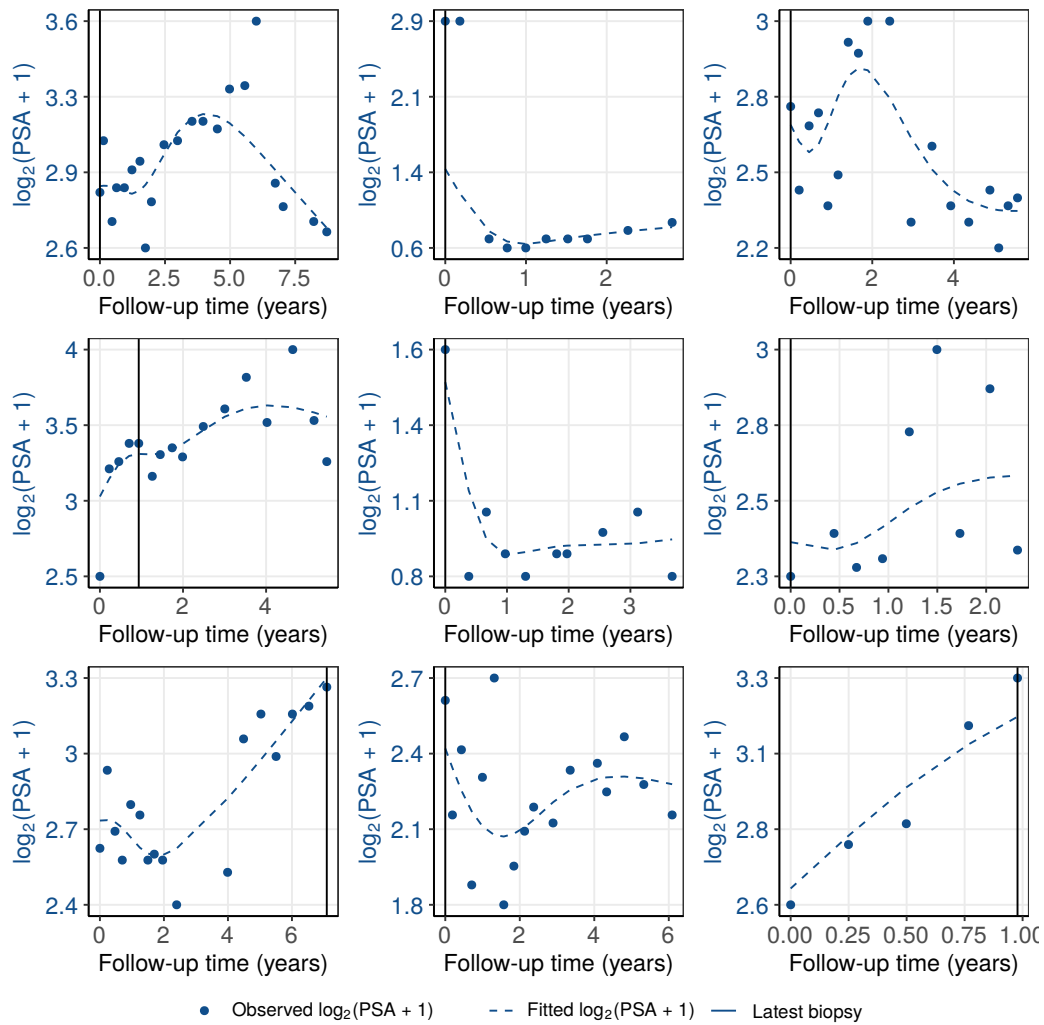 log₂(PSA + 1)
3.6
3.3
2.9
2.6
0.0 2.5 5.0 7.5
Follow-up time (years)
log₂(PSA + 1)
2.9
2.1
1.4
0.6
0 1 2
Follow-up time (years)
log₂(PSA + 1)
3
2.8
2.5
2.2
0 2 4
Follow-up time (years)
log₂(PSA + 1)
4
3.5
3
2.5
0 2 4
Follow-up time (years)
log₂(PSA + 1)
1.6
1.4
1.1
0.8
0 1 2 3
Follow-up time (years)
log₂(PSA + 1)
3
2.8
2.5
2.3
0.0 0.5 1.0 1.5 2.0
Follow-up time (years)
log₂(PSA + 1)
3.3
3
2.7
2.4
0 2 4 6
Follow-up time (years)
log₂(PSA + 1)
2.7
2.4
2.1
1.8
0 2 4 6
Follow-up time (years)
log₂(PSA + 1)
3.3
3.1
2.8
2.6
0.00 0.25 0.50 0.75 1.00
Follow-up time (years)
Observed log₂(PSA + 1) Fitted log₂(PSA + 1) Latest biopsy